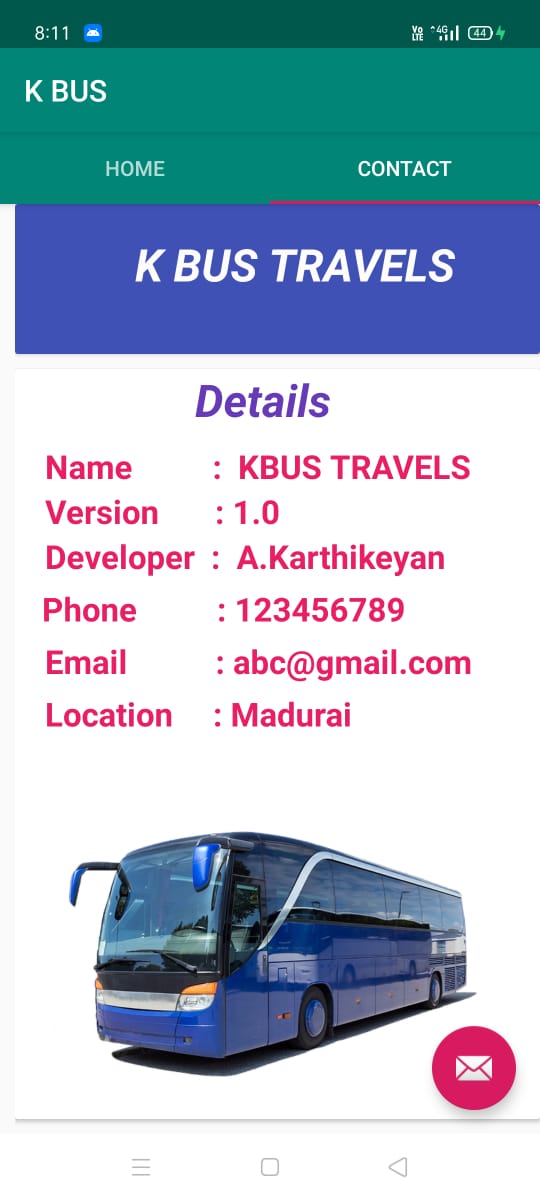 8:11 Vo LTE 4G 44
K BUS
HOME CONTACT
K BUS TRAVELS
Details
Name : KBUS TRAVELS
Version : 1.0
Developer : A.Karthikeyan
Phone : 123456789
Email : abc@gmail.com
Location : Madurai